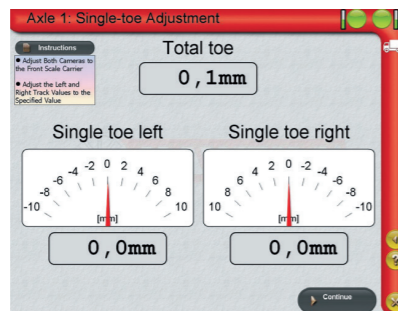 Axle 1: Single-toe Adjustment
Instructions
● Adjust Both Cameras to
the Front Scale Carrier
● Adjust the Left and
Right Track Values to the
Specified Value
Total toe
0,1mm
Single toe left
Single toe right
-10 -8 -6 -4 -2 0 2 4 6 8 10
[mm]
10 8 6 4 2 0 -2 -4 -6 -8 -10
[mm]
0,0mm
0,0mm
Continue